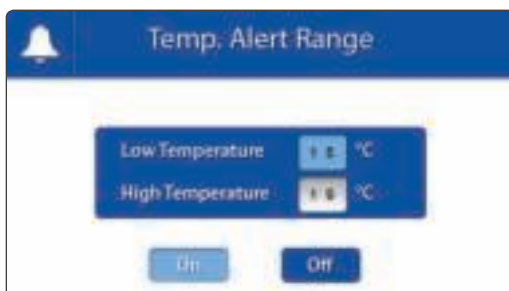 Temp. Alert Range
Low Temperature °C
High Temperature °C
On Off